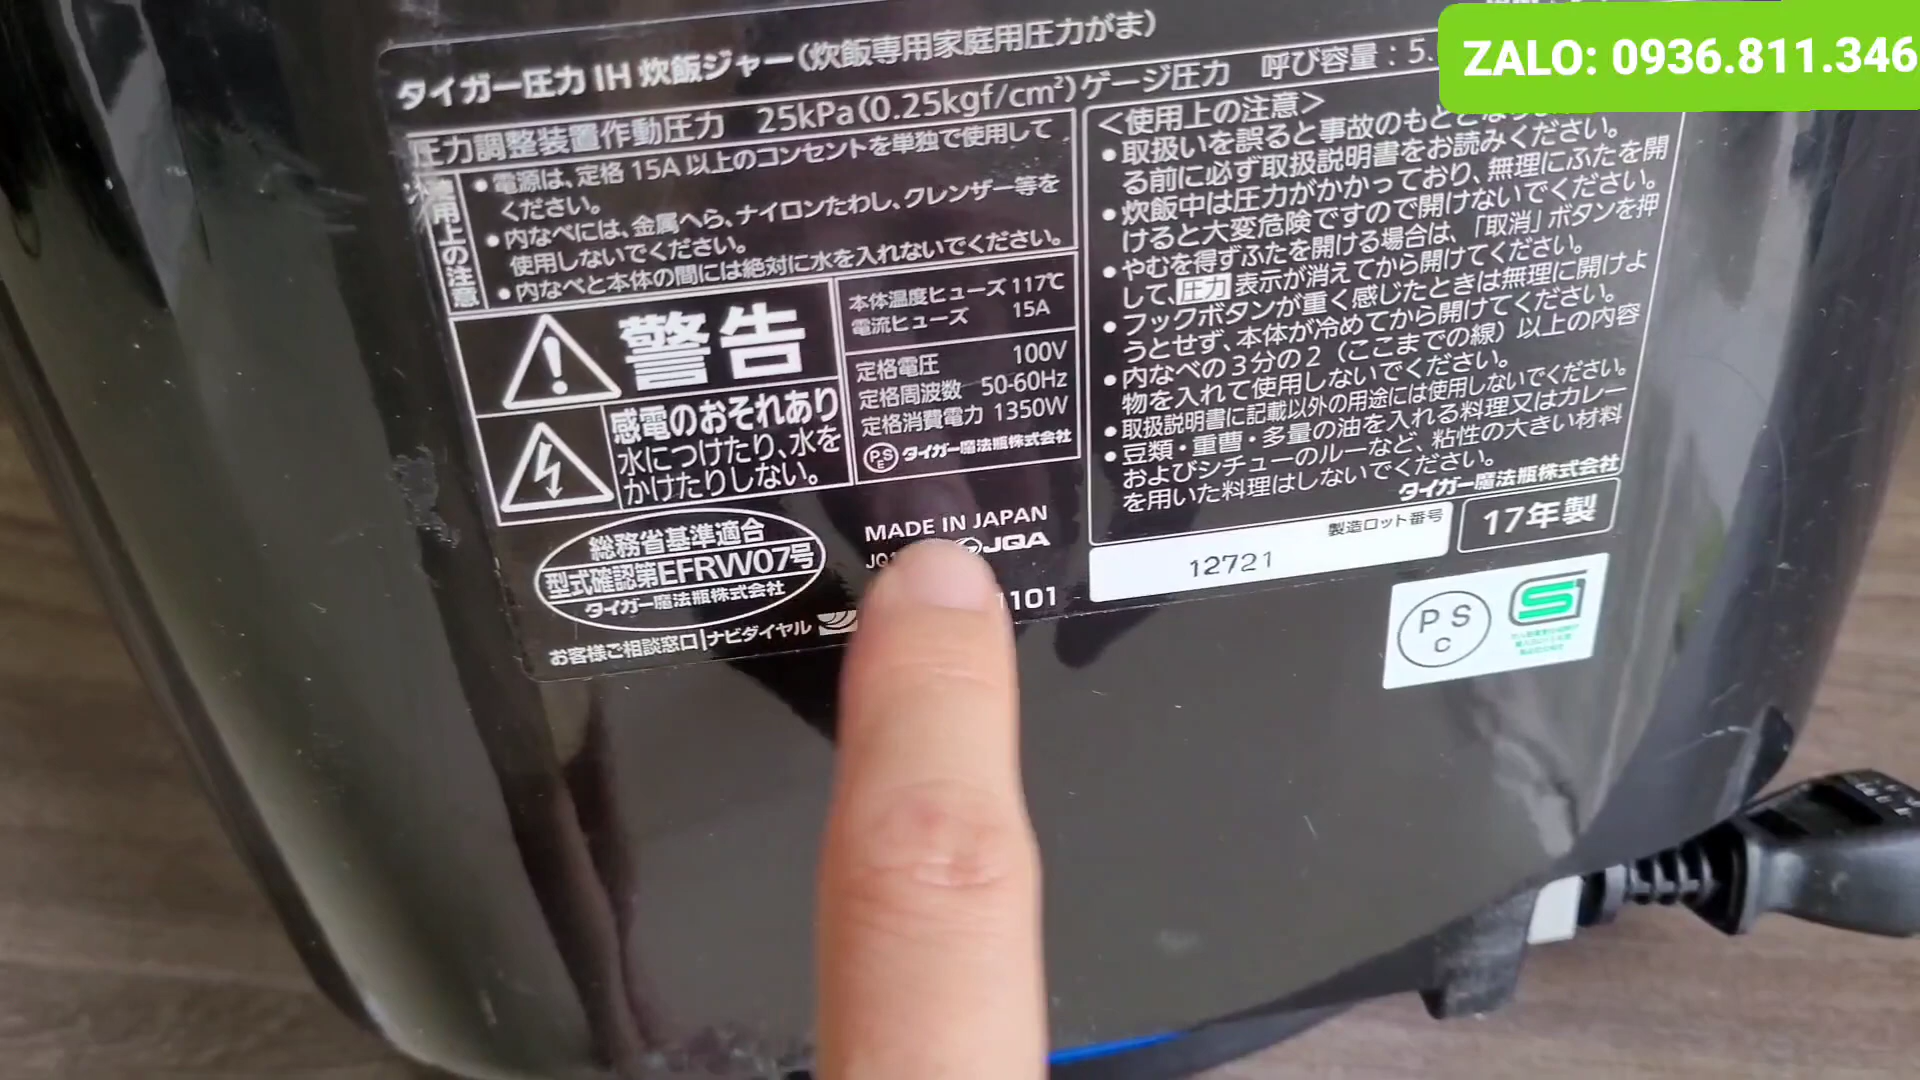 ZALO: 0936.811.346
タイガー圧力IH炊飯ジャー(炊飯専用家庭用圧力がま)
圧力調整装置作動圧力 25kPa(0.25kgf/cm²)ゲージ圧力 呼び容量:5.
使用上の注意
●電源は、定格15A以上のコンセントを単独で使用して
ください。
●内なべには、金属へら、ナイロンたわし、クレンザー等を
使用しないでください。
●内なべと本体の間には絶対に水を入れないでください。
警告
感電のおそれあり
水につけたり、水を
かけたりしない。
本体温度ヒューズ 117℃
電流ヒューズ 15A
定格電圧 100V
定格周波数 50-60Hz
定格消費電力 1350W
PSE タイガー魔法瓶株式会社
<使用上の注意>
●取扱いを誤ると事故のもととなり
る前に必ず取扱説明書をお読みください。
●炊飯中は圧力がかかっており、無理にふたを開
けると大変危険ですので開けないでください。
●やむを得ずふたを開ける場合は、「取消」ボタンを押
して、圧力表示が消えてから開けてください。
●フックボタンが重く感じたときは無理に開けよ
うとせず、本体が冷めてから開けてください。
●内なべの3分の2(ここまでの線)以上の内容
物を入れて使用しないでください。
●取扱説明書に記載以外の用途には使用しないでください。
●豆類・重曹・多量の油を入れる料理又はカレー
およびシチューのルーなど、粘性の大きい材料
を用いた料理はしないでください。
タイガー魔法瓶株式会社
製造ロット番号
12721
17年製
総務省基準適合
型式確認第EFRW07号
タイガー魔法瓶株式会社
MADE IN JAPAN
JQA
お客様ご相談窓口|ナビダイヤル
1101
PS
C